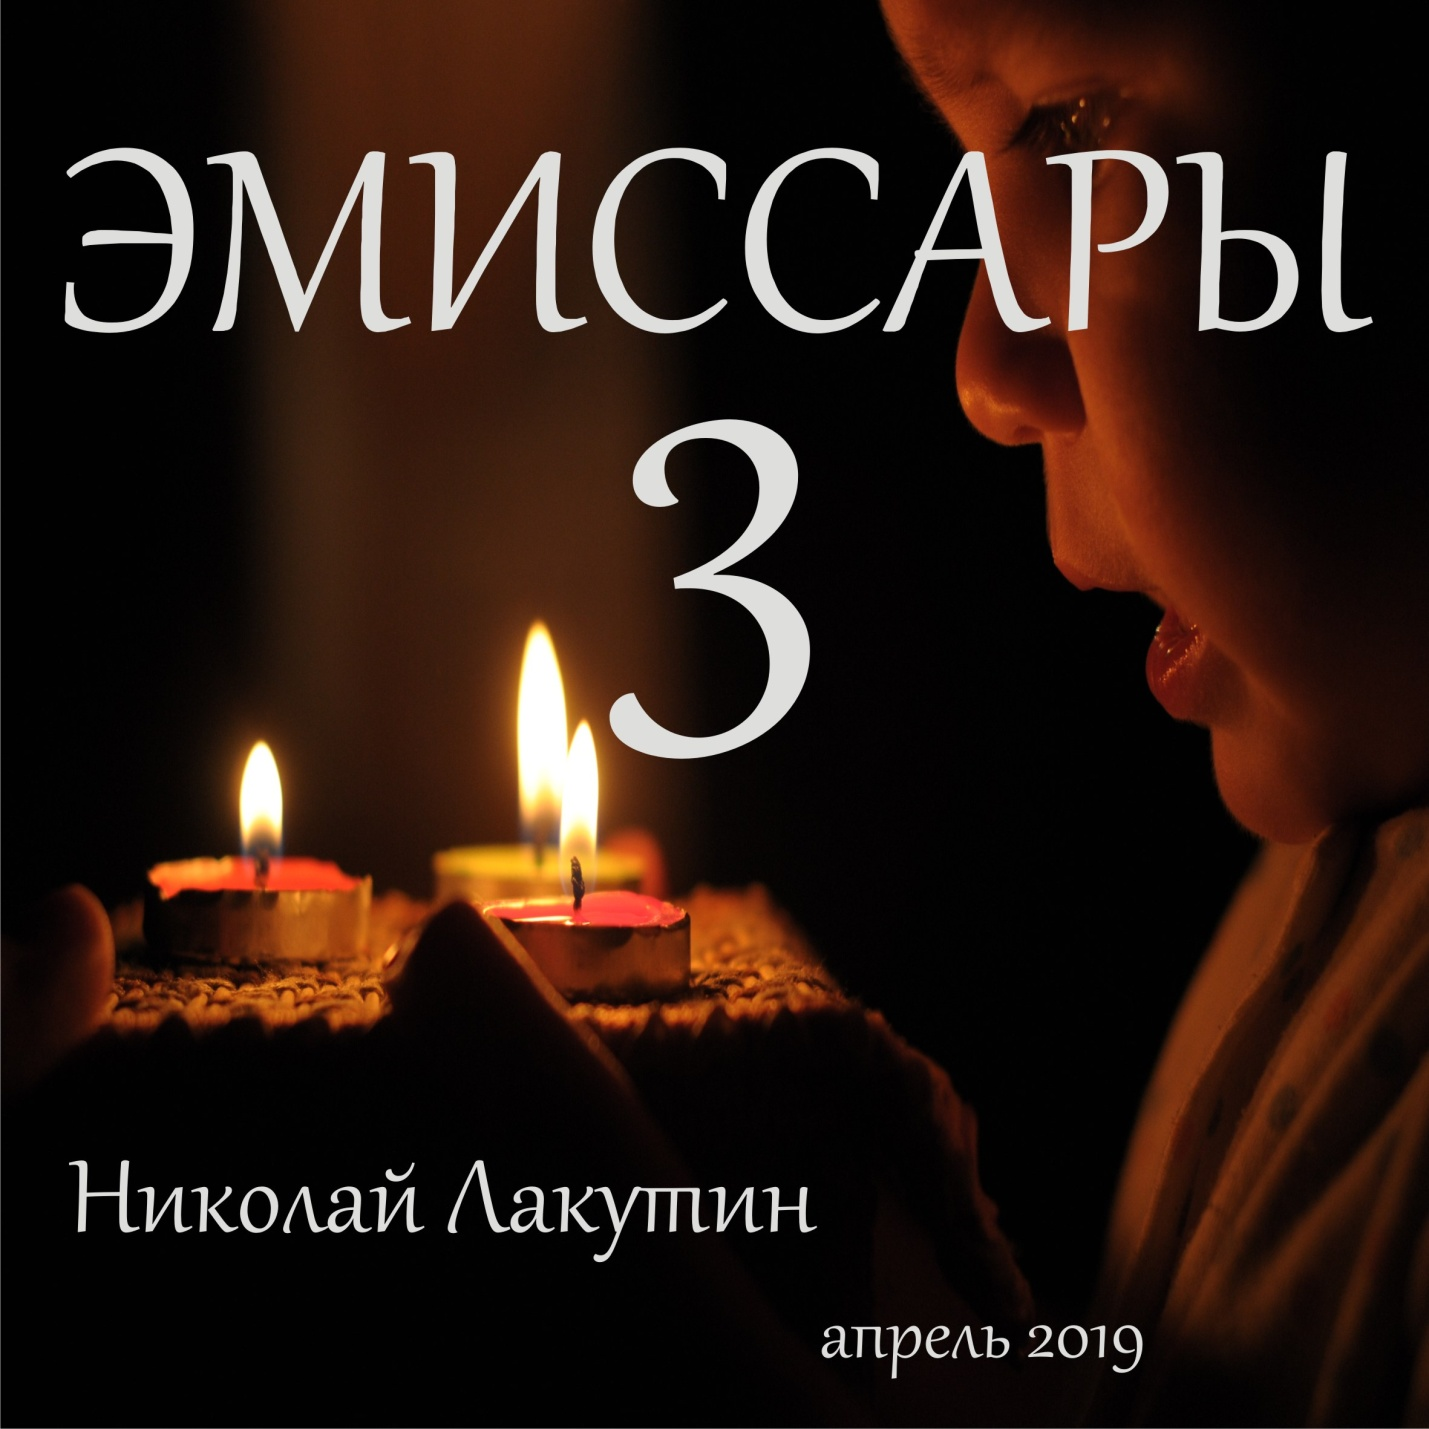 ЭМИССАРЫ
3
Николай Лакутин
апрель 2019